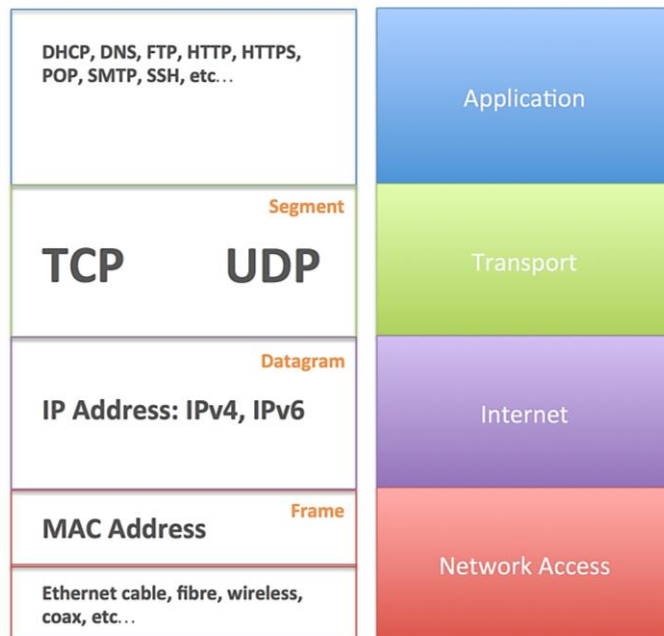 DHCP, DNS, FTP, HTTP, HTTPS,
POP, SMTP, SSH, etc...
Application
Segment
TCP UDP
Transport
Datagram
IP Address: IPv4, IPv6
Internet
Frame
MAC Address
Network Access
Ethernet cable, fibre, wireless,
coax, etc...